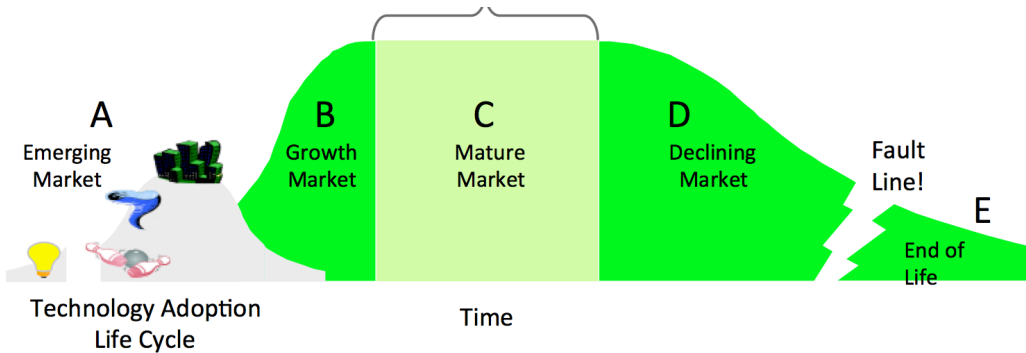 A
Emerging
Market
B
Growth
Market
C
Mature
Market
D
Declining
Market
Fault
Line!
E
End of
Life
Technology Adoption
Life Cycle
Time